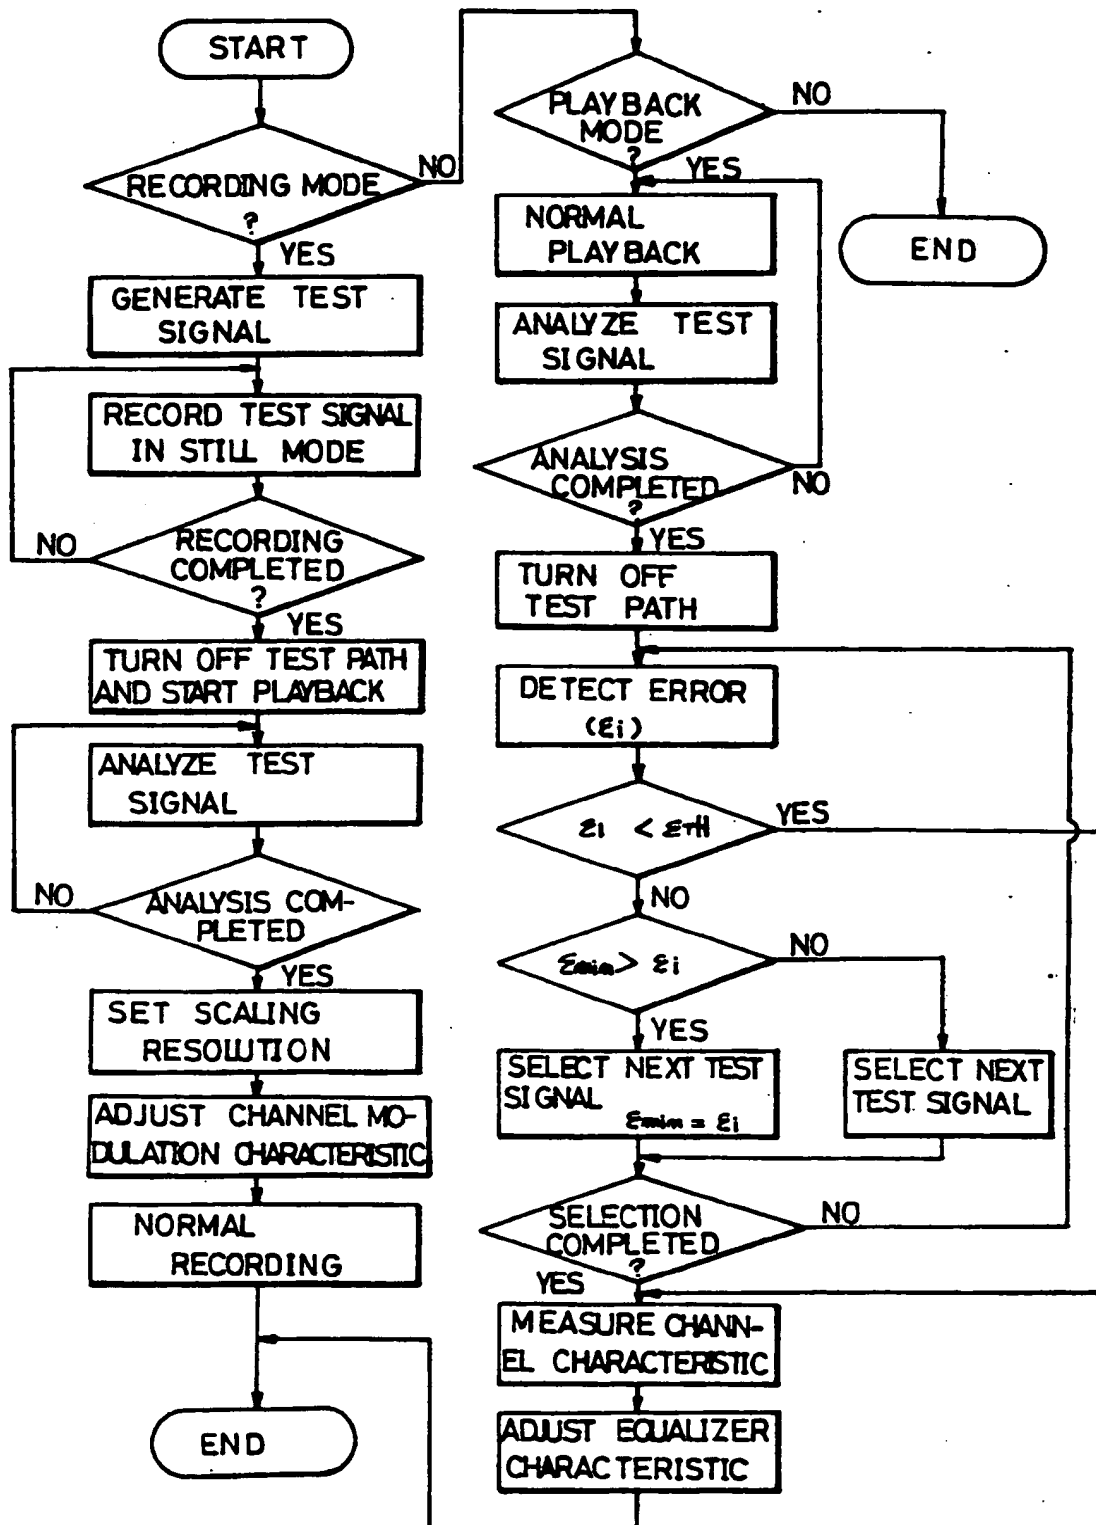 START
RECORDING MODE
?
NO
YES
GENERATE TEST
SIGNAL
RECORD TEST SIGNAL
IN STILL MODE
RECORDING
COMPLETED
?
NO
YES
TURN OFF TEST PATH
AND START PLAYBACK
ANALYZE TEST
SIGNAL
ANALYSIS COM-
PLETED
NO
YES
SET SCALING
RESOLUTION
ADJUST CHANNEL MO-
DULATION CHARACTERISTIC
NORMAL
RECORDING
END
PLAYBACK
MODE
?
NO
YES
END
NORMAL
PLAYBACK
ANALYZE TEST
SIGNAL
ANALYSIS
COMPLETED
?
NO
YES
TURN OFF
TEST PATH
DETECT ERROR
(εi)
εi < εTH
YES
NO
εmin > εi
NO
YES
SELECT NEXT TEST
SIGNAL
εmin = εi
SELECT NEXT
TEST SIGNAL
SELECTION
COMPLETED
?
NO
YES
MEASURE CHANN-
EL CHARACTERISTIC
ADJUST EQUALIZER
CHARACTERISTIC